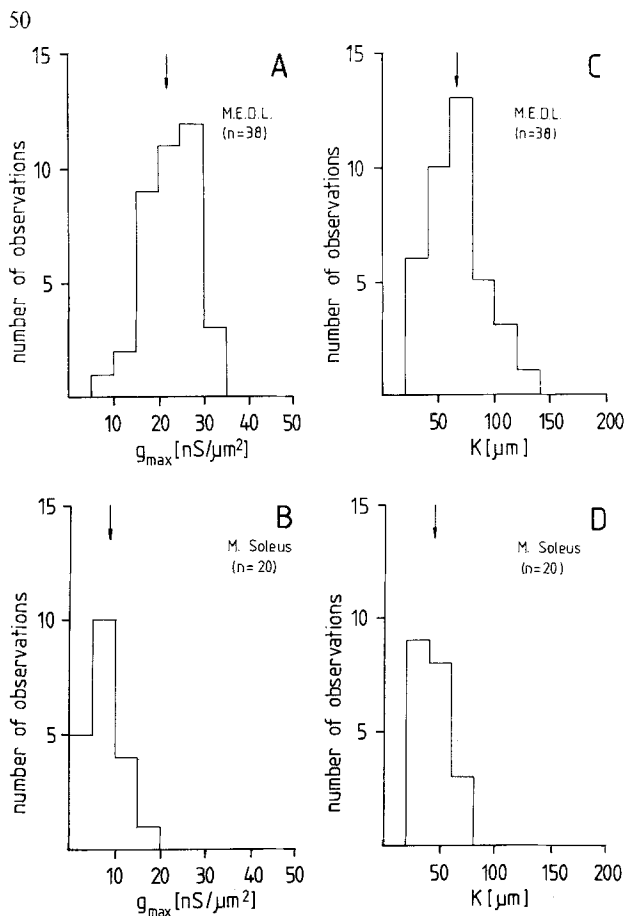 50
15
10
5
number of observations
A
M.E.D.L.
(n=38)
10 20 30 40 50
g_max [nS/µm²]
15
10
5
number of observations
C
M.E.D.L.
(n=38)
50 100 150 200
K [µm]
15
10
5
number of observations
B
M. Soleus
(n=20)
10 20 30 40 50
g_max [nS/µm²]
15
10
5
number of observations
D
M. Soleus
(n=20)
50 100 150 200
K [µm]